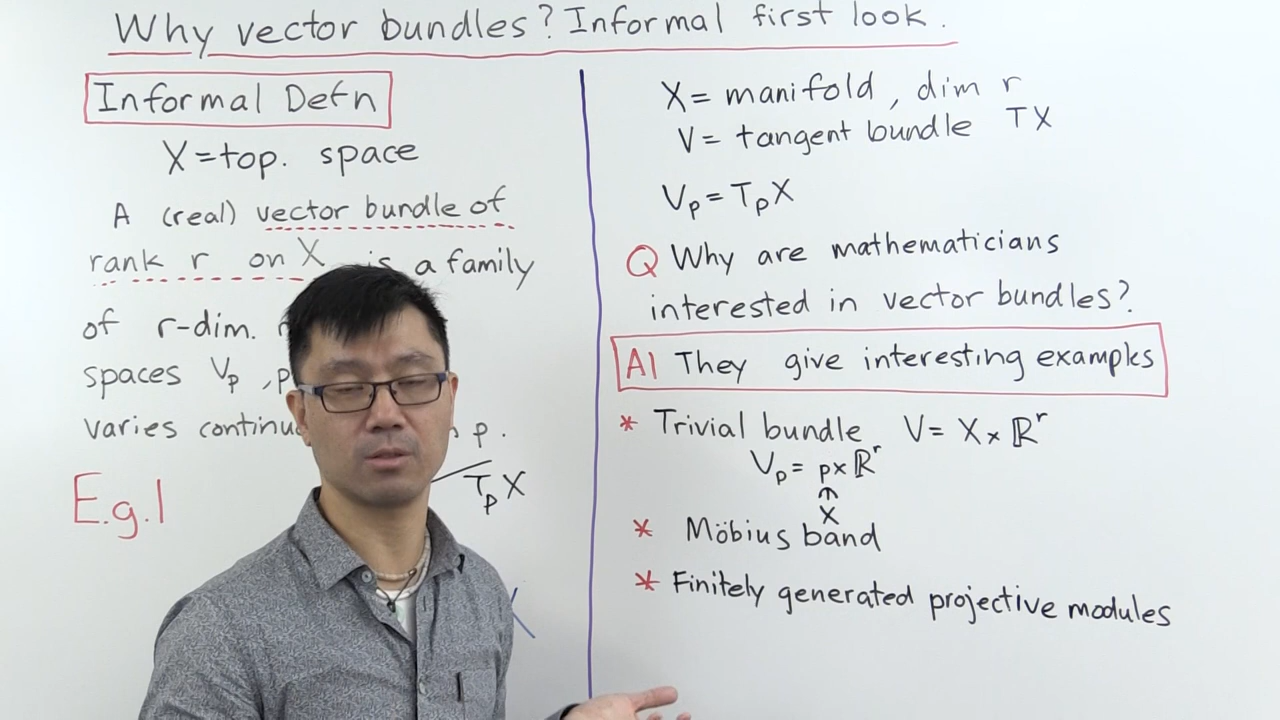 Why vector bundles? Informal first look.
Informal Defn
X = top. space
A (real) vector bundle of
rank r on X is a family
of r-dim.
spaces Vp , p
varies p.
E.g.1
TpX
X = manifold , dim r
V = tangent bundle TX
Vp = TpX
Q Why are mathematicians
interested in vector bundles?
A1 They give interesting examples
* Trivial bundle V = X × ℝʳ
Vp = p × ℝʳ
∩
X
* Möbius band
* Finitely generated projective modules